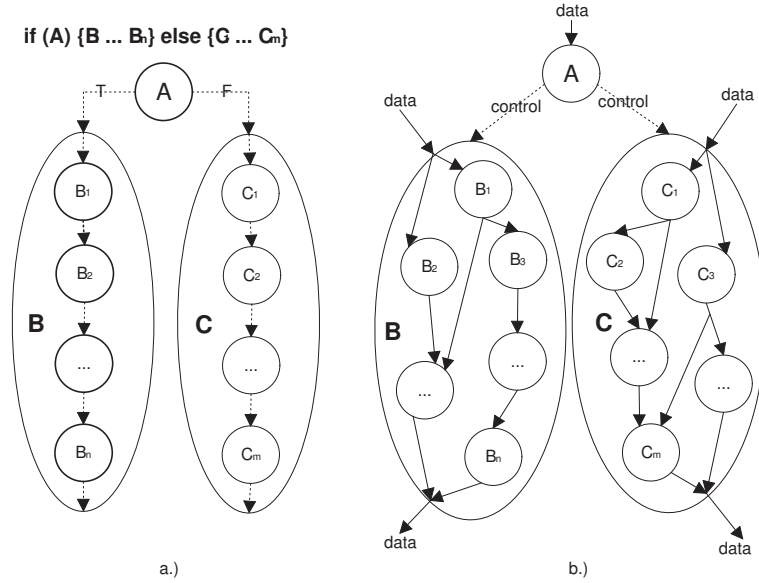 if (A) {B ... Bn} else {C ... Cm}
T
A
F
B1
C1
B2
C2
B
C
...
...
Bn
Cm
a.)
data
A
data
control
control
data
B1
C1
B2
B3
C2
C3
B
C
...
...
...
...
Bn
Cm
data
data
b.)